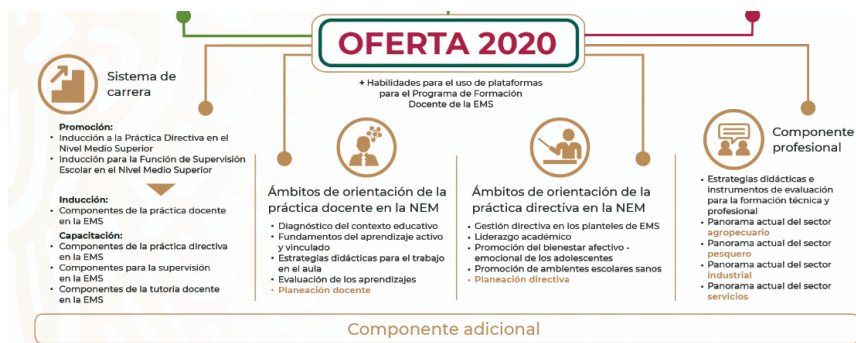 OFERTA 2020
+ Habilidades para el uso de plataformas
para el Programa de Formación
Docente de la EMS
Sistema de
carrera
Promoción:
• Inducción a la Práctica Directiva en el
Nivel Medio Superior
• Inducción para la Función de Supervisión
Escolar en el Nivel Medio Superior
Inducción:
• Componentes de la práctica docente
en la EMS
Capacitación:
• Componentes de la práctica directiva
en la EMS
• Componentes para la supervisión
en la EMS
• Componentes de la tutoría docente
en la EMS
Ámbitos de orientación de la
práctica docente en la NEM
• Diagnóstico del contexto educativo
• Fundamentos del aprendizaje activo
y vinculado
• Estrategias didácticas para el trabajo
en el aula
• Evaluación de los aprendizajes
• Planeación docente
Ámbitos de orientación de la
práctica directiva en la NEM
• Gestión directiva en los planteles de EMS
• Liderazgo académico
• Promoción del bienestar afectivo -
emocional de los adolescentes
• Promoción de ambientes escolares sanos
• Planeación directiva
Componente
profesional
• Estrategias didácticas e
instrumentos de evaluación
para la formación técnica y
profesional
• Panorama actual del sector
agropecuario
• Panorama actual del sector
pesquero
• Panorama actual del sector
industrial
• Panorama actual del sector
servicios
Componente adicional